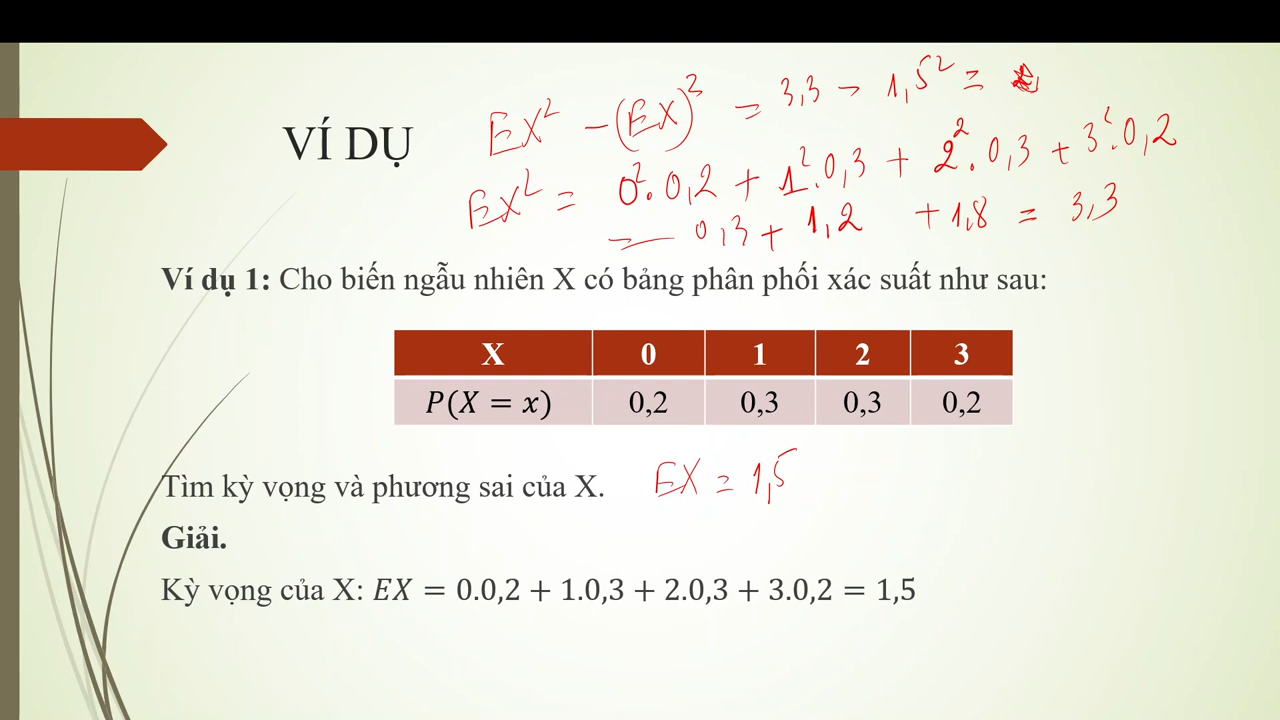 EX² - (EX)² = 3,3 - 1,5² =
VÍ DỤ
EX² = 0².0,2 + 1².0,3 + 2².0,3 + 3².0,2
= 0,3 + 1,2 + 1,8 = 3,3
Ví dụ 1: Cho biến ngẫu nhiên X có bảng phân phối xác suất như sau:
X 0 1 2 3
P(X = x) 0,2 0,3 0,3 0,2
Tìm kỳ vọng và phương sai của X. EX = 1,5
Giải.
Kỳ vọng của X: EX = 0.0,2 + 1.0,3 + 2.0,3 + 3.0,2 = 1,5